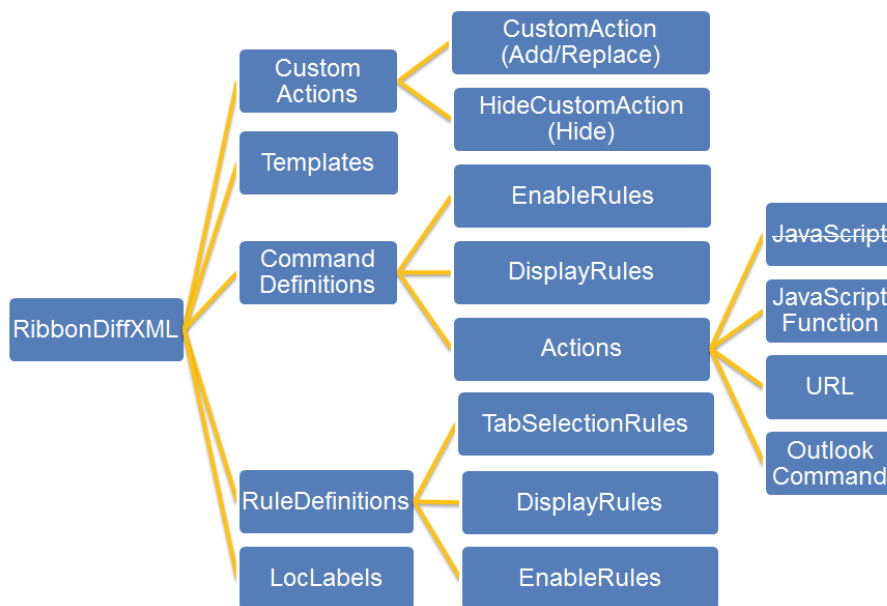 CustomAction
(Add/Replace)
Custom
Actions
HideCustomAction
(Hide)
Templates
EnableRules
JavaScript
Command
Definitions
DisplayRules
JavaScript
Function
RibbonDiffXML
Actions
URL
TabSelectionRules
Outlook
Command
RuleDefinitions
DisplayRules
LocLabels
EnableRules